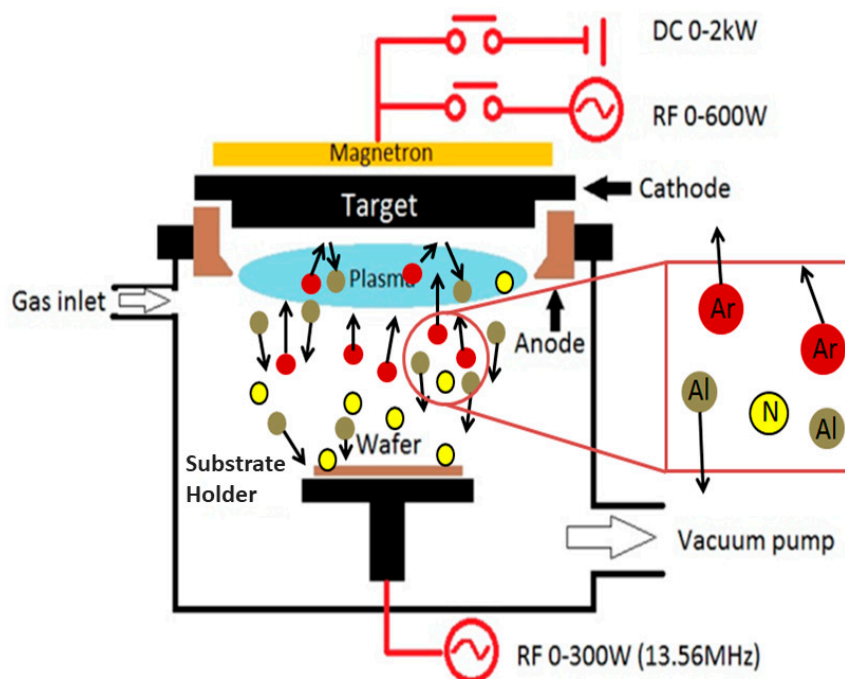 DC 0-2kW
RF 0-600W
Magnetron
Cathode
Target
Plasma
Gas inlet
Anode
Ar
Ar
Al
N
Al
Wafer
Substrate
Holder
Vacuum pump
RF 0-300W (13.56MHz)